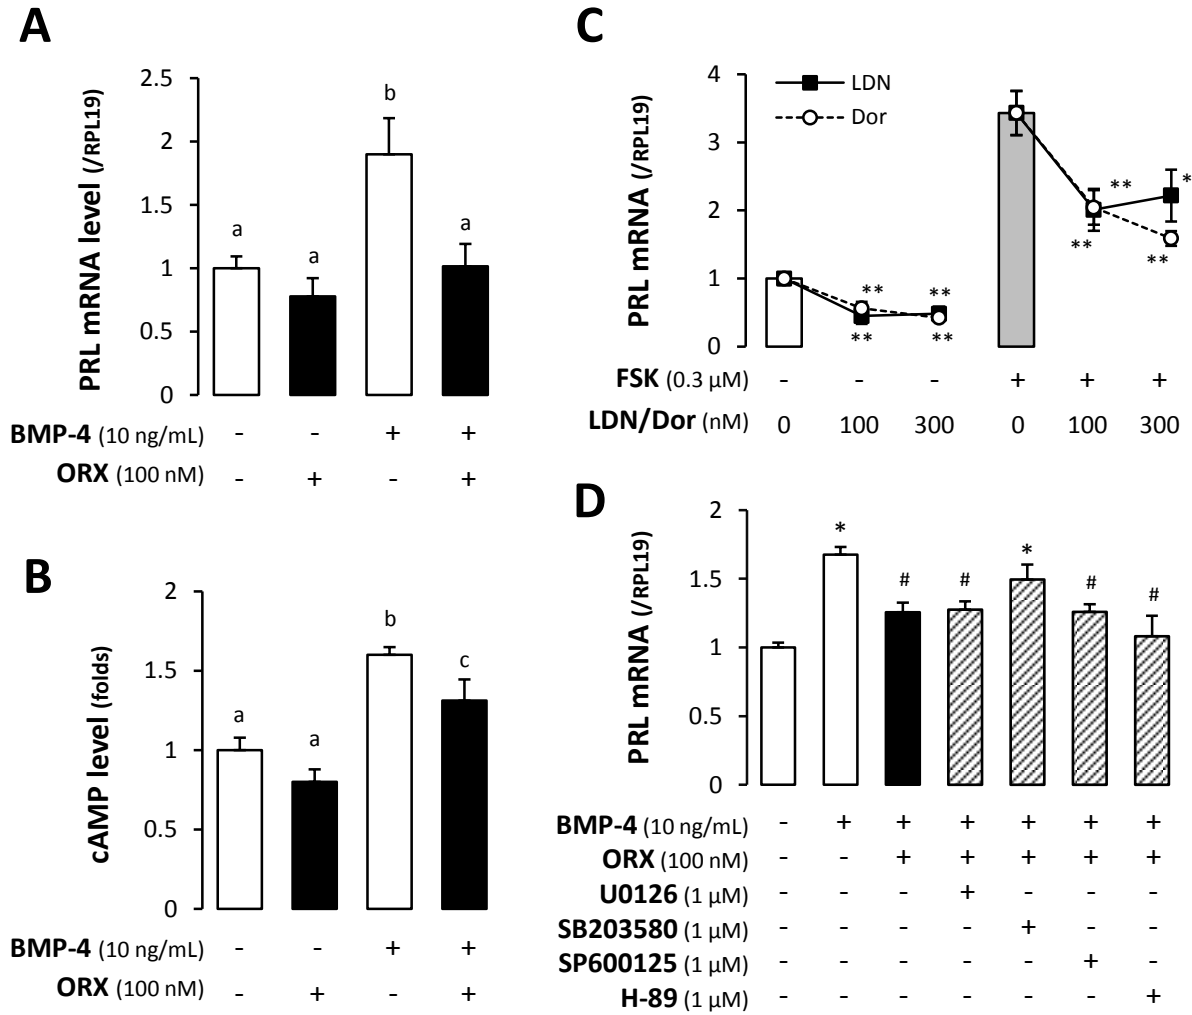 A
PRL mRNA level (/RPL19)
2.5
2
1.5
1
0.5
0
a
a
b
a
BMP-4 (10 ng/mL) - - + +
ORX (100 nM) - + - +
B
cAMP level (folds)
2
1.5
1
0.5
0
a
a
b
c
BMP-4 (10 ng/mL) - - + +
ORX (100 nM) - + - +
C
PRL mRNA (/RPL19)
4
3
2
1
0
LDN
Dor
**
**
**
**
**
**
*
**
FSK (0.3 µM) - - - + + +
LDN/Dor (nM) 0 100 300 0 100 300
D
PRL mRNA (/RPL19)
2
1.5
1
0.5
0
*
#
#
*
#
#
BMP-4 (10 ng/mL) - + + + + + +
ORX (100 nM) - - + + + + +
U0126 (1 µM) - - - + - - -
SB203580 (1 µM) - - - - + - -
SP600125 (1 µM) - - - - - + -
H-89 (1 µM) - - - - - - +